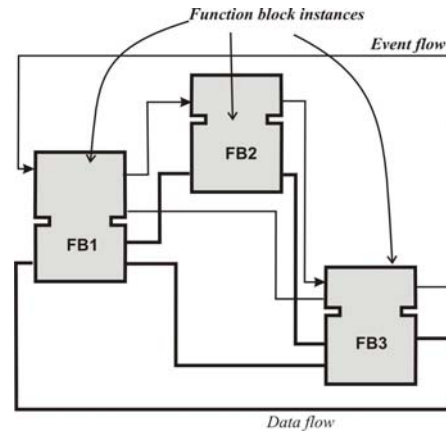 Function block instances
Event flow
FB2
FB1
FB3
Data flow